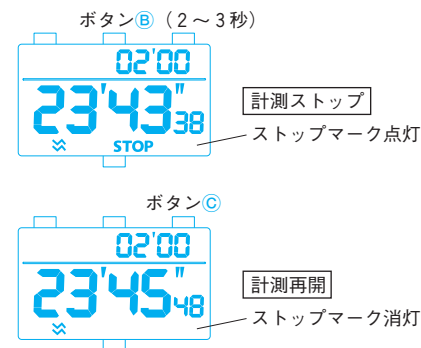 ボタンⒷ（2～3秒）
02'00
23'43"38
計測ストップ
STOP
ストップマーク点灯
ボタンⒸ
02'00
23'45"48
計測再開
ストップマーク消灯